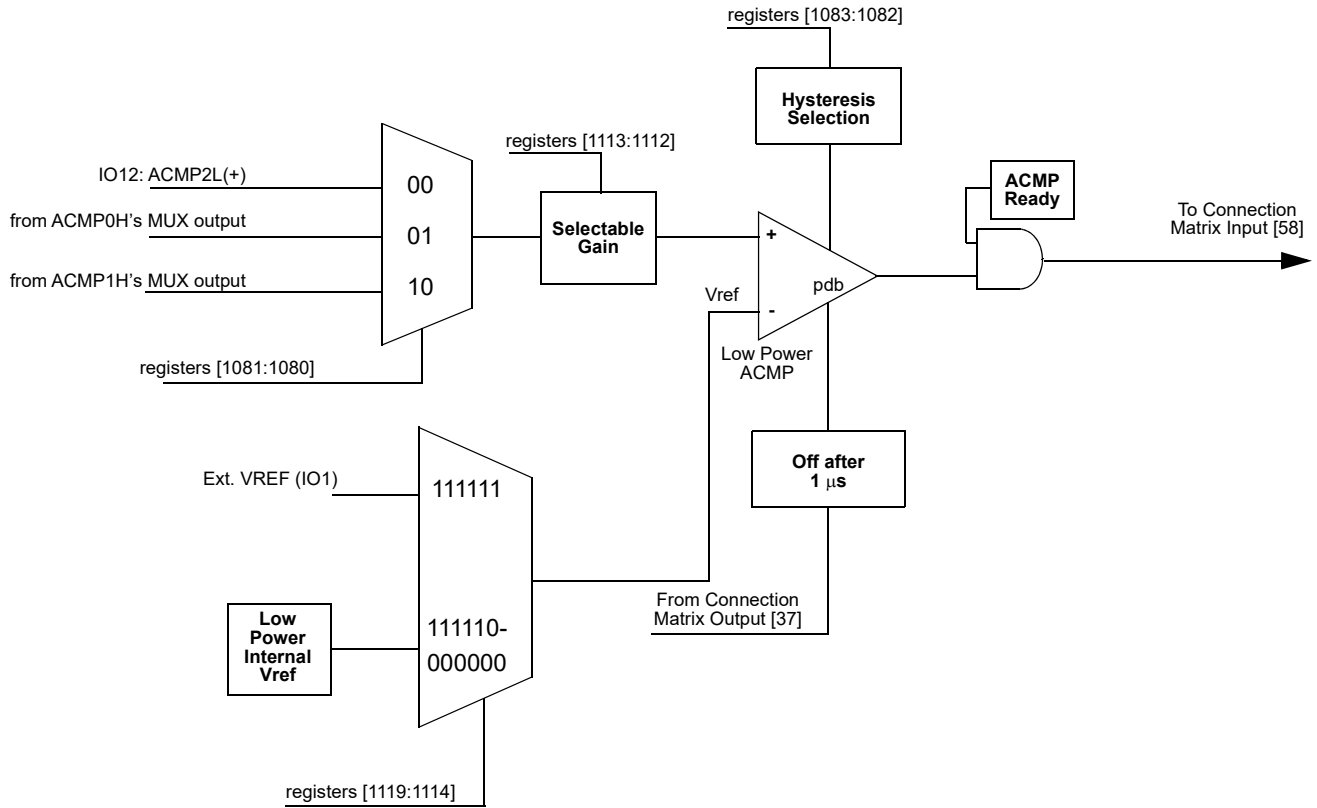 registers [1083:1082]
Hysteresis
Selection
registers [1113:1112]
IO12: ACMP2L(+)
00
from ACMP0H's MUX output
01
from ACMP1H's MUX output
10
Selectable
Gain
registers [1081:1080]
+
-
pdb
Vref
Low Power
ACMP
ACMP
Ready
To Connection
Matrix Input [58]
Off after
1 μs
From Connection
Matrix Output [37]
Ext. VREF (IO1)
111111
Low
Power
Internal
Vref
111110-
000000
registers [1119:1114]